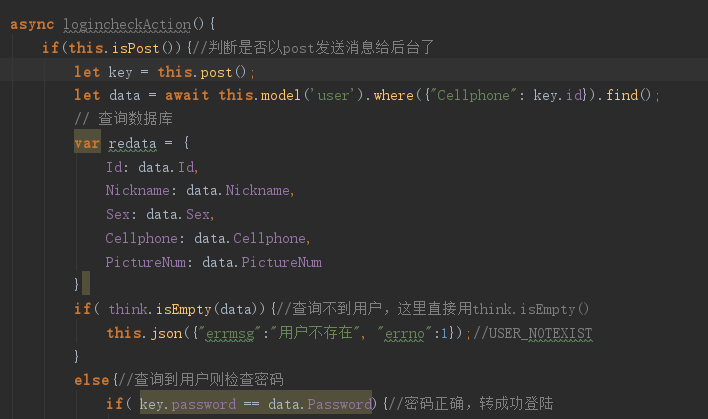 async logincheckAction(){
if(this.isPost()){//判断是否以post发送消息给后台了
let key = this.post();
let data = await this.model('user').where({"Cellphone": key.id}).find();
// 查询数据库
var redata = {
Id: data.Id,
Nickname: data.Nickname,
Sex: data.Sex,
Cellphone: data.Cellphone,
PictureNum: data.PictureNum
}
if( think.isEmpty(data)){//查询不到用户，这里直接用think.isEmpty()
this.json({"errmsg":"用户不存在", "errno":1});//USER_NOTEXIST
}
else{//查询到用户则检查密码
if( key.password == data.Password){//密码正确，转成功登陆